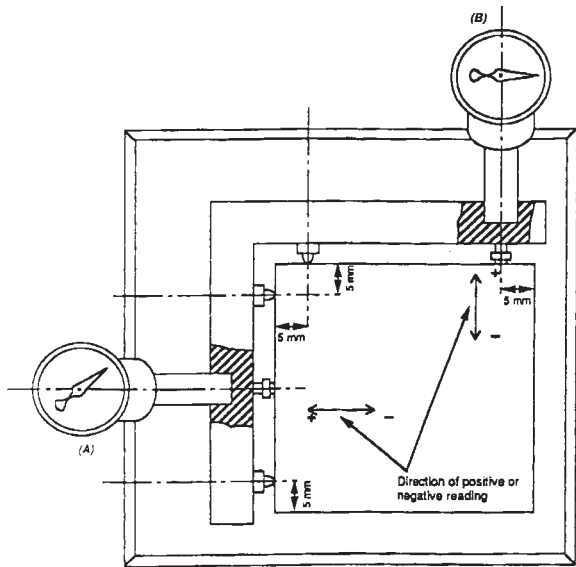 (B)
5 mm
+
5 mm
5 mm
–
+
–
(A)
5 mm
Direction of positive or
negative reading